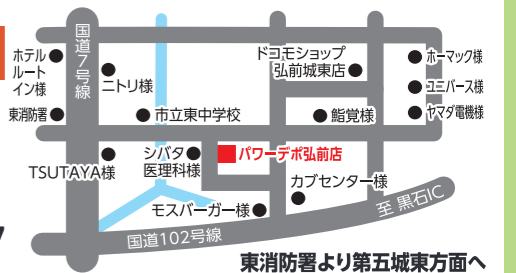 国道7号線
ホテル
ルート
イン様
ニトリ様
ドコモショップ
弘前城東店
ホーマック様
ユニバース様
ヤマダ電機様
東消防署
市立東中学校
鮨覚様
TSUTAYA様
シバタ
医理科様
パワーデポ弘前店
カブセンター様
モスバーガー様
至 黒石IC
国道102号線
東消防署より第五城東方面へ